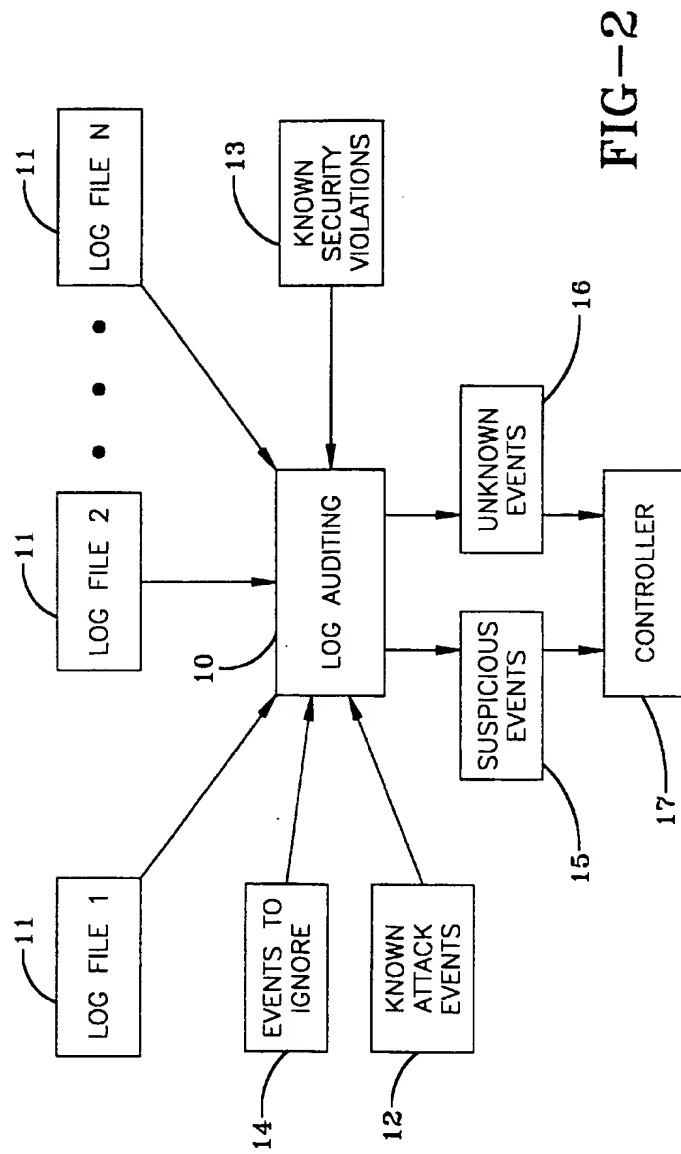 11
LOG FILE 1
11
LOG FILE 2
11
LOG FILE N
14
EVENTS TO
IGNORE
12
KNOWN
ATTACK
EVENTS
10
LOG AUDITING
13
KNOWN
SECURITY
VIOLATIONS
15
SUSPICIOUS
EVENTS
16
UNKNOWN
EVENTS
17
CONTROLLER
FIG-2